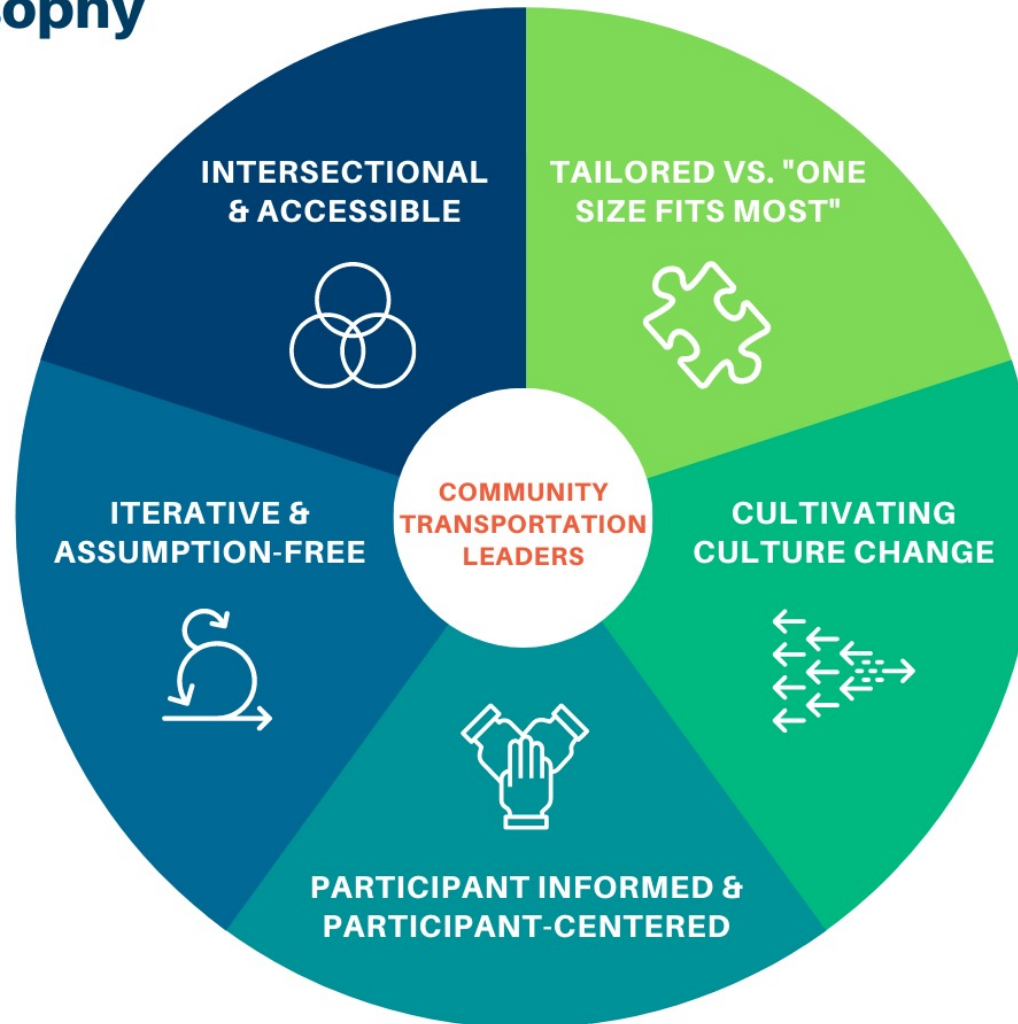 sophy
INTERSECTIONAL
& ACCESSIBLE
TAILORED VS. "ONE
SIZE FITS MOST"
COMMUNITY
TRANSPORTATION
LEADERS
ITERATIVE &
ASSUMPTION-FREE
CULTIVATING
CULTURE CHANGE
PARTICIPANT INFORMED &
PARTICIPANT-CENTERED